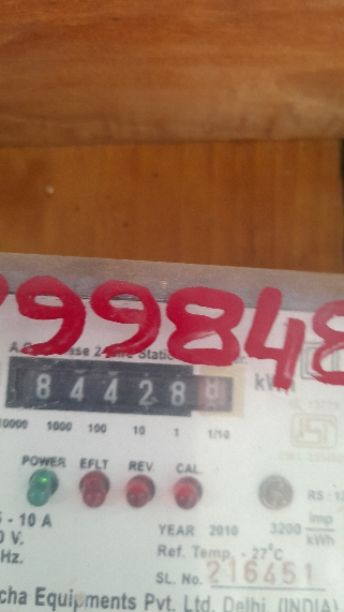 99848
84428
10000 1000 100 10 1 1/10
POWER EFLT REV. CAL.
- 10 A
YEAR 2010 3200 imp/kWh
V.
Hz.
Ref. Temp. - 27°C
SL. No. 216451
Equipments Pvt. Ltd. Delhi. (INDIA)